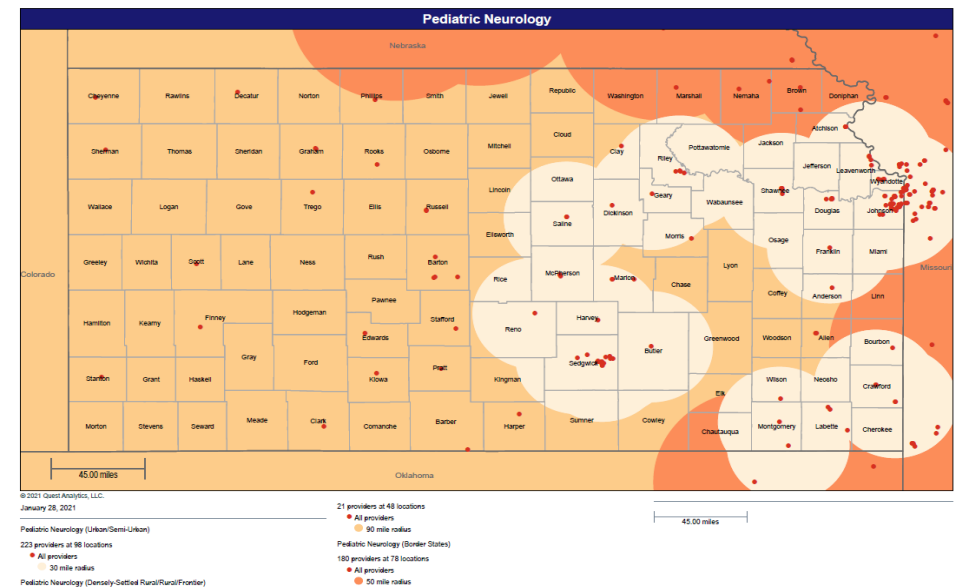 Pediatric Neurology
Nebraska
Cheyenne Rawlins Decatur Norton Phillips Smith Jewell Republic Washington Marshall Nemaha Brown Doniphan
Cloud Mitchell Clay Riley Pottawatomie Jackson Atchison
Sherman Thomas Sheridan Graham Rooks Osborne Jefferson Leavenworth
Ottawa Lincoln Geary Wabaunsee Shawnee Wyandotte
Wallace Logan Gove Trego Ellis Russell Saline Dickinson Douglas Johnson
Ellsworth Morris Osage
Colorado Greeley Wichita Scott Lane Ness Rush Barton Rice McPherson Marion Lyon Franklin Miami Missouri
Chase Coffey Anderson Linn
Hamilton Kearny Finney Hodgeman Pawnee Stafford Reno Harvey
Gray Ford Edwards Sedgwick Butler Greenwood Woodson Allen Bourbon
Stanton Grant Haskell Kiowa Pratt Kingman Elk Wilson Neosho Crawford
Morton Stevens Seward Meade Clark Comanche Barber Harper Sumner Cowley Chautauqua Montgomery Labette Cherokee
45.00 miles
Oklahoma
© 2021 Quest Analytics, LLC.
January 28, 2021
Pediatric Neurology (Urban/Semi-Urban)
223 providers at 98 locations
All providers
30 mile radius
Pediatric Neurology (Densely-Settled Rural/Rural/Frontier)
21 providers at 48 locations
All providers
90 mile radius
Pediatric Neurology (Border States)
180 providers at 78 locations
All providers
50 mile radius
45.00 miles